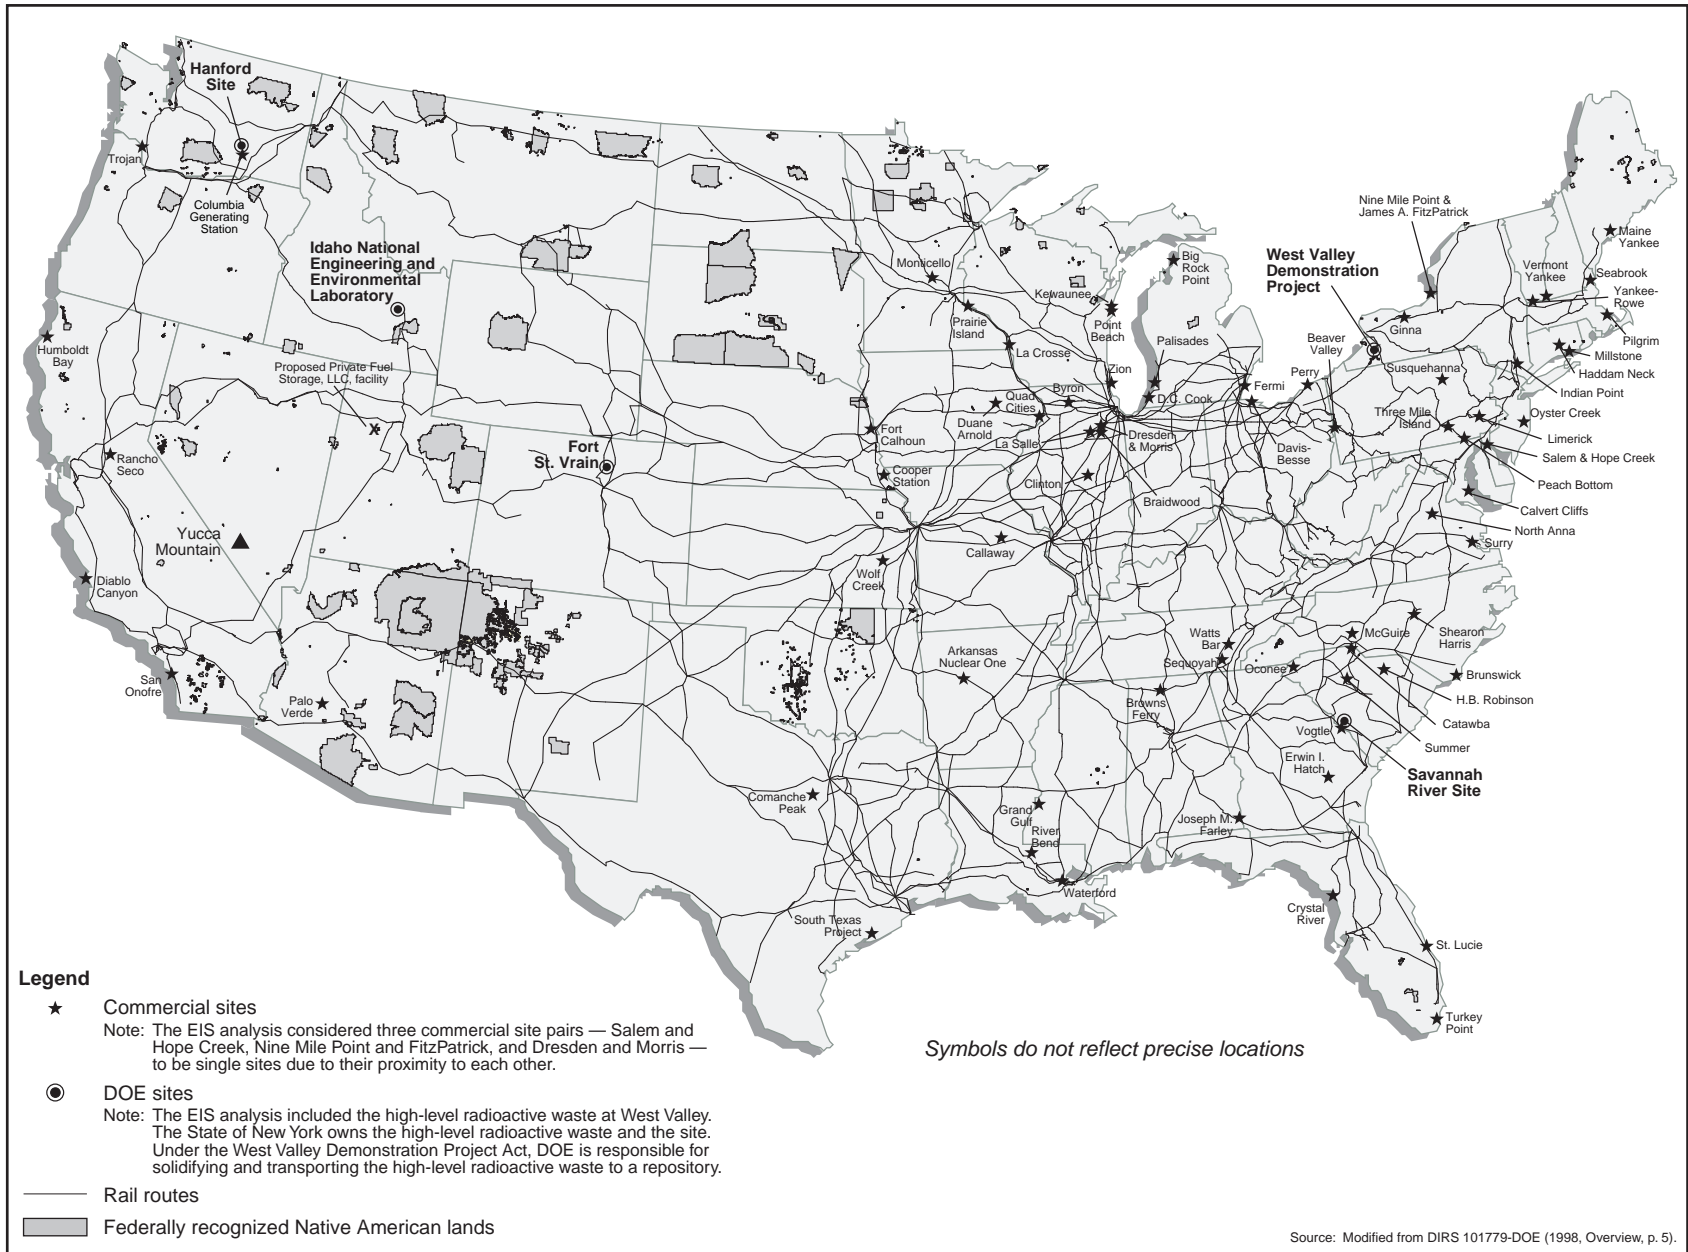 Hanford
Site
Trojan
Columbia
Generating
Station
Idaho National
Engineering and
Environmental
Laboratory
Humboldt
Bay
Proposed Private Fuel
Storage, LLC, facility
X
Rancho
Seco
Fort
St. Vrain
Yucca
Mountain
Diablo
Canyon
San
Onofre
Palo
Verde
Monticello
Prairie
Island
La Crosse
Kewaunee
Point
Beach
Big
Rock
Point
Palisades
Zion
D.C. Cook
Byron
Quad
Cities
Duane
Arnold
La Salle
Dresden
& Morris
Fort
Calhoun
Cooper
Station
Clinton
Braidwood
Callaway
Wolf
Creek
Arkansas
Nuclear One
Comanche
Peak
South Texas
Project
Grand
Gulf
River
Bend
Waterford
Nine Mile Point &
James A. FitzPatrick
West Valley
Demonstration
Project
Maine
Yankee
Vermont
Yankee
Seabrook
Yankee-
Rowe
Ginna
Pilgrim
Millstone
Haddam Neck
Indian Point
Beaver
Valley
Perry
Fermi
Davis-
Besse
Susquehanna
Three Mile
Island
Oyster Creek
Limerick
Salem & Hope Creek
Peach Bottom
Calvert Cliffs
North Anna
Surry
Watts
Bar
Sequoyah
Oconee
McGuire
Shearon
Harris
Brunswick
H.B. Robinson
Catawba
Summer
Browns
Ferry
Vogtle
Erwin I.
Hatch
Savannah
River Site
Joseph M.
Farley
Crystal
River
St. Lucie
Turkey
Point
Symbols do not reflect precise locations
Legend
Commercial sites
Note: The EIS analysis considered three commercial site pairs — Salem and
Hope Creek, Nine Mile Point and FitzPatrick, and Dresden and Morris —
to be single sites due to their proximity to each other.
DOE sites
Note: The EIS analysis included the high-level radioactive waste at West Valley.
The State of New York owns the high-level radioactive waste and the site.
Under the West Valley Demonstration Project Act, DOE is responsible for
solidifying and transporting the high-level radioactive waste to a repository.
Rail routes
Federally recognized Native American lands
Source: Modified from DIRS 101779-DOE (1998, Overview, p. 5).